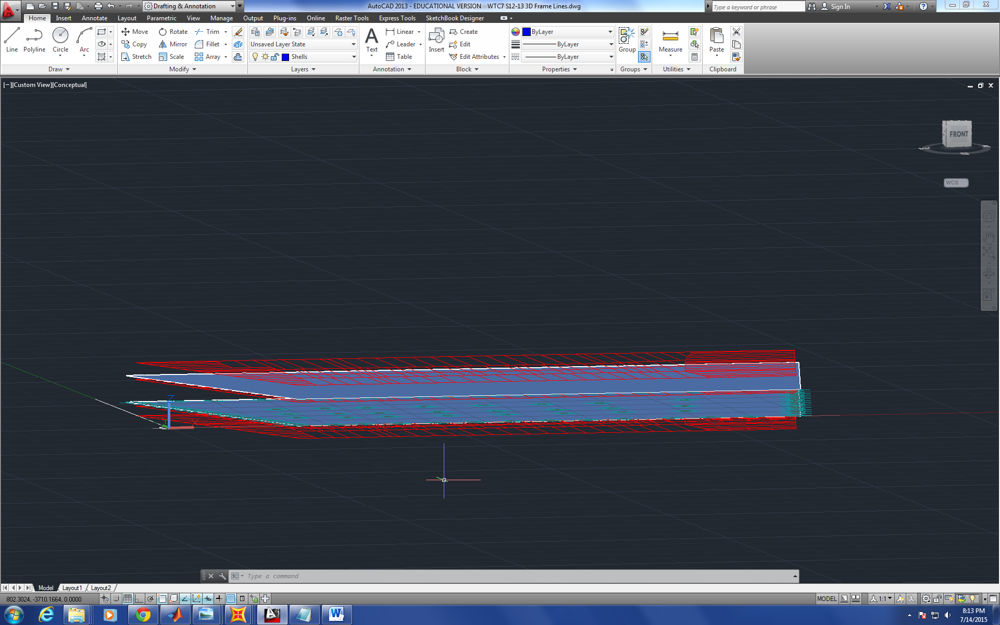 Drafting & Annotation
AutoCAD 2013 - EDUCATIONAL VERSION WTC7 S12-13 3D Frame Lines.dwg
Type a keyword or phrase
Sign In
Home Insert Annotate Layout Parametric View Manage Output Plug-ins Online Raster Tools Express Tools SketchBook Designer
Line Polyline Circle Arc
Move Rotate Trim
Copy Mirror Fillet
Stretch Scale Array
Unsaved Layer State
Shells
Text
Linear
Leader
Table
Insert
Create
Edit
Edit Attributes
ByLayer
ByLayer
ByLayer
Group
Measure
Paste
Draw Modify Layers Annotation Block Properties Groups Utilities Clipboard
[−][Custom View][Conceptual]
FRONT
WCS
Z
X
Type a command
Model Layout1 Layout2
802.3024, -3710.1664, 0.0000
MODEL
1:1
8:13 PM
7/14/2015